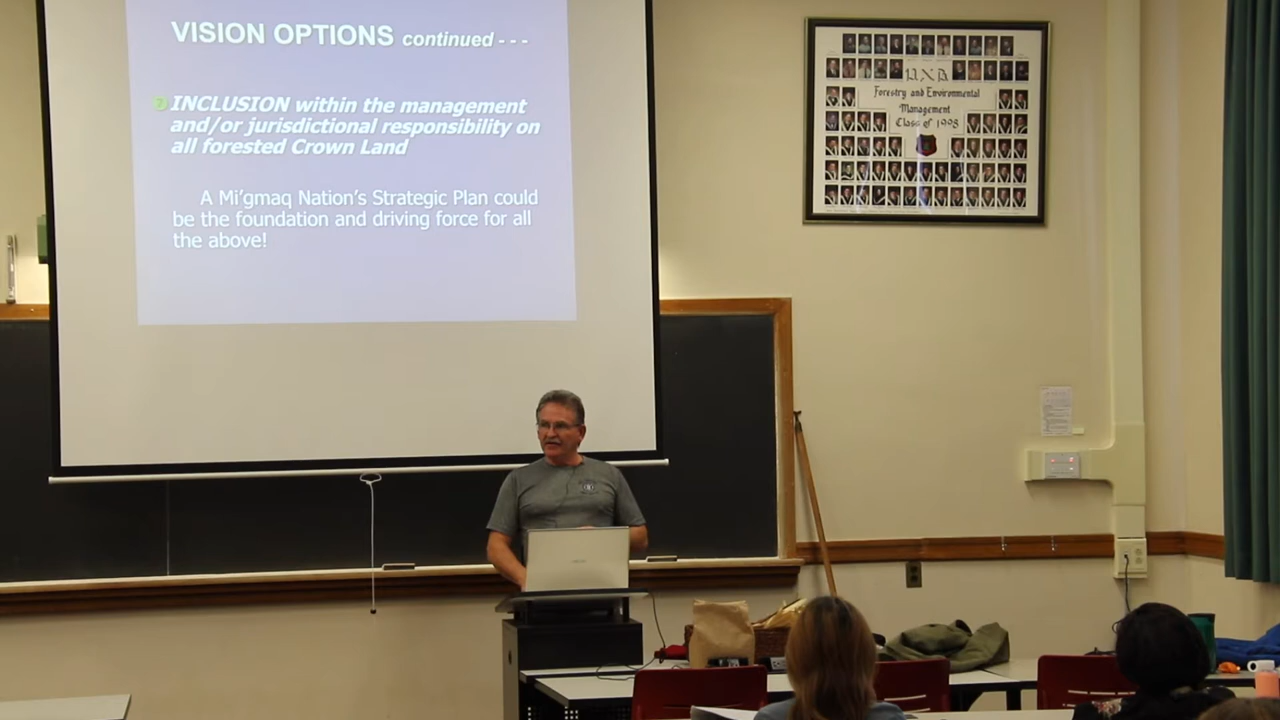 VISION OPTIONS continued - - -
INCLUSION within the management
and/or jurisdictional responsibility on
all forested Crown Land
A Mi'gmaq Nation's Strategic Plan could
be the foundation and driving force for all
the above!
Forestry and Environmental
Management
Class of 1998